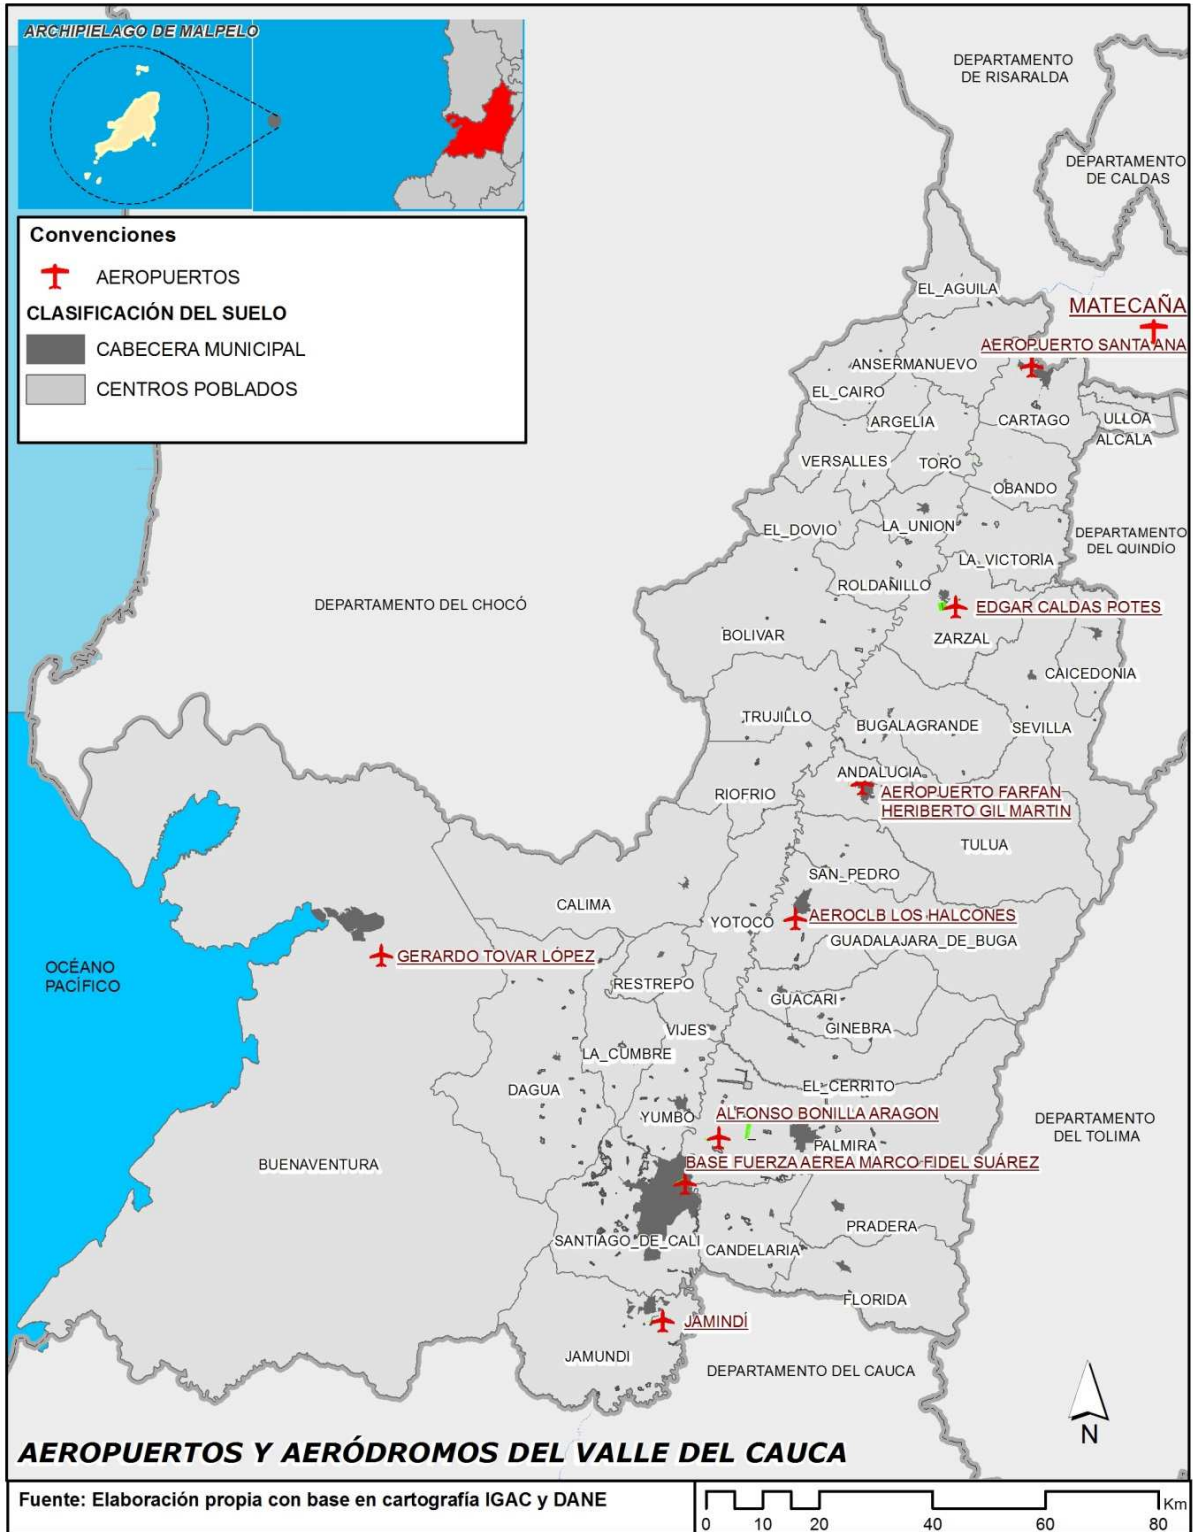 ARCHIPIELAGO DE MALPELO
Convenciones
AEROPUERTOS
CLASIFICACIÓN DEL SUELO
CABECERA MUNICIPAL
CENTROS POBLADOS
DEPARTAMENTO
DE RISARALDA
DEPARTAMENTO
DE CALDAS
EL_AGUILA
MATECAÑA
AEROPUERTO SANTA ANA
ANSERMANUEVO
EL_CAIRO
ARGELIA
CARTAGO
ULLOA
ALCALA
VERSALLES
TORO
OBANDO
EL_DOVIO
LA_UNION
DEPARTAMENTO
DEL QUINDÍO
LA_VICTORIA
ROLDANILLO
DEPARTAMENTO DEL CHOCÓ
EDGAR CALDAS POTES
BOLIVAR
ZARZAL
CAICEDONIA
TRUJILLO
BUGALAGRANDE
SEVILLA
ANDALUCIA
RIOFRIO
AEROPUERTO FARFAN
HERIBERTO GIL MARTIN
TULUA
SAN_PEDRO
CALIMA
YOTOCO
AEROCLB LOS HALCONES
GUADALAJARA_DE_BUGA
GERARDO TOVAR LÓPEZ
OCÉANO
PACÍFICO
RESTREPO
GUACARI
VIJES
GINEBRA
LA_CUMBRE
DAGUA
EL_CERRITO
YUMBO
ALFONSO BONILLA ARAGON
DEPARTAMENTO
DEL TOLIMA
PALMIRA
BUENAVENTURA
BASE FUERZA AÉREA MARCO FIDEL SUÁREZ
PRADERA
SANTIAGO_DE_CALI
CANDELARIA
FLORIDA
JAMINDÍ
JAMUNDI
DEPARTAMENTO DEL CAUCA
N
AEROPUERTOS Y AERÓDROMOS DEL VALLE DEL CAUCA
Fuente: Elaboración propia con base en cartografía IGAC y DANE
Km
0 10 20 40 60 80